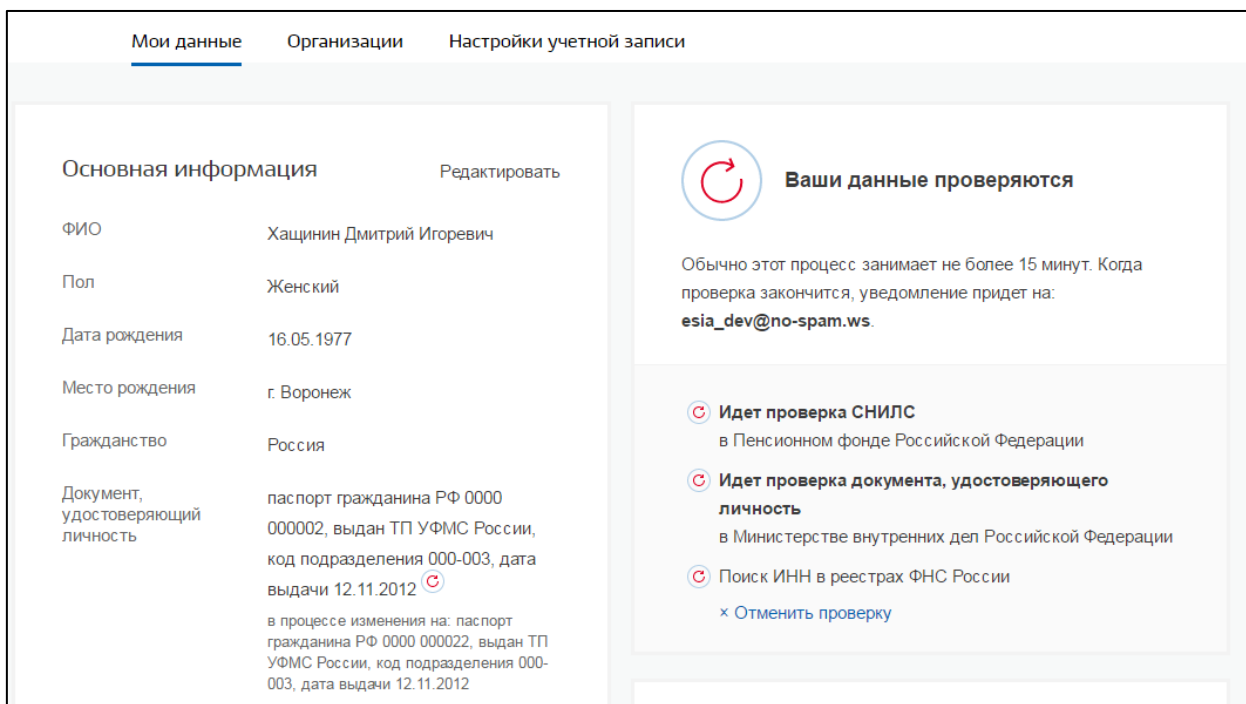 Мои данные Организации Настройки учетной записи
Основная информация Редактировать
ФИО Хащинин Дмитрий Игоревич
Пол Женский
Дата рождения 16.05.1977
Место рождения г. Воронеж
Гражданство Россия
Документ,
удостоверяющий
личность
паспорт гражданина РФ 0000
000002, выдан ТП УФМС России,
код подразделения 000-003, дата
выдачи 12.11.2012
в процессе изменения на: паспорт
гражданина РФ 0000 000022, выдан ТП
УФМС России, код подразделения 000-
003, дата выдачи 12.11.2012
Ваши данные проверяются
Обычно этот процесс занимает не более 15 минут. Когда
проверка закончится, уведомление придет на:
esia_dev@no-spam.ws.
Идет проверка СНИЛС
в Пенсионном фонде Российской Федерации
Идет проверка документа, удостоверяющего
личность
в Министерстве внутренних дел Российской Федерации
Поиск ИНН в реестрах ФНС России
× Отменить проверку